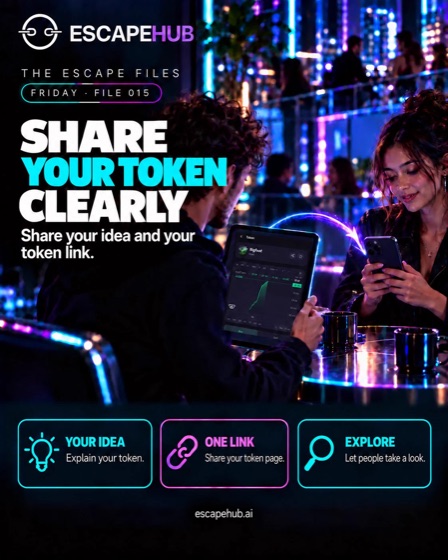 ESCAPEHUB
THE ESCAPE FILES
FRIDAY · FILE 015
SHARE
YOUR TOKEN
CLEARLY
Share your idea and your
token link.
YOUR IDEA
Explain your token.
ONE LINK
Share your token page.
EXPLORE
Let people take a look.
escapehub.ai